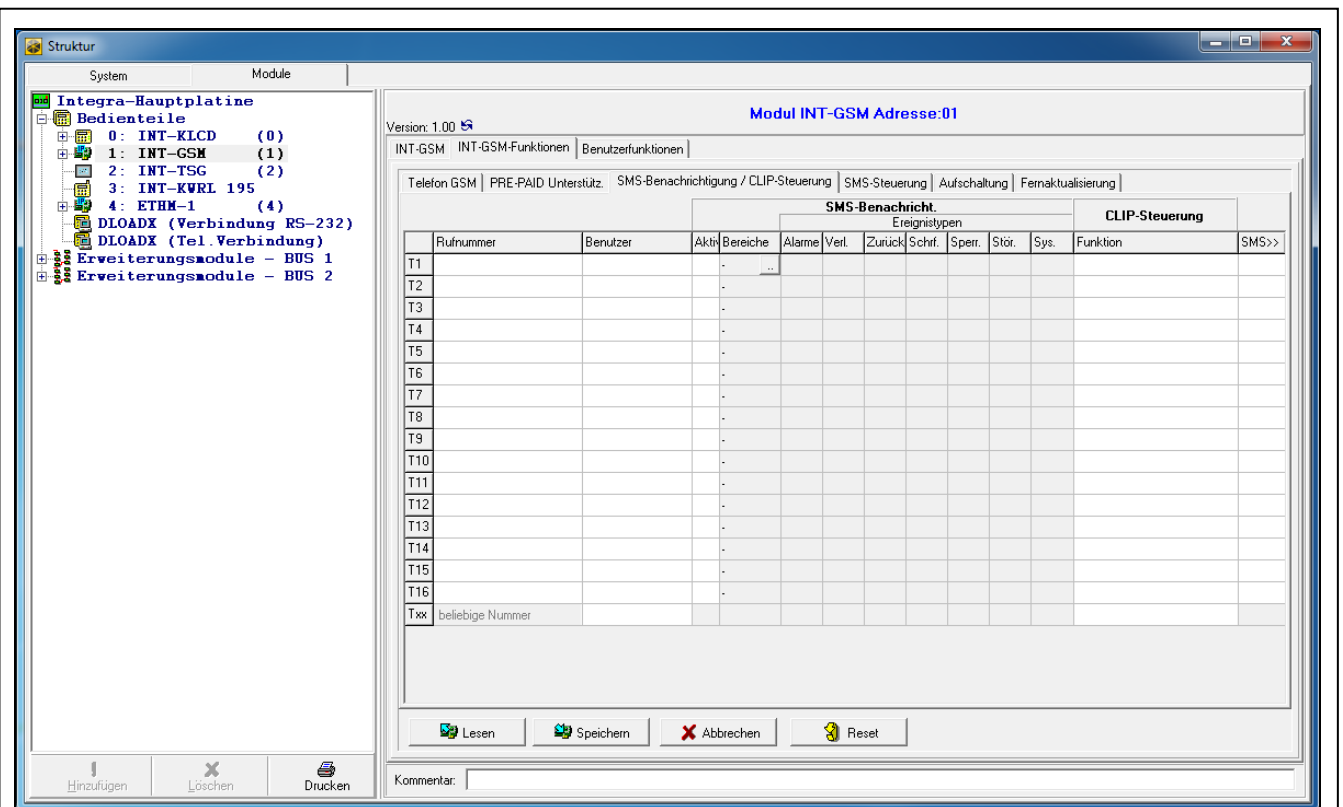 Struktur
System Module
Integra-Hauptplatine
Bedienteile
0: INT-KLCD (0)
1: INT-GSM (1)
2: INT-TSG (2)
3: INT-KWRL 195
4: ETHM-1 (4)
DLOADX (Verbindung RS-232)
DLOADX (Tel.Verbindung)
Erweiterungsmodule - BUS 1
Erweiterungsmodule - BUS 2
Hinzufügen Löschen Drucken
Modul INT-GSM Adresse:01
Version: 1.00
INT-GSM INT-GSM-Funktionen Benutzerfunktionen
Telefon GSM PRE-PAID Unterstütz. SMS-Benachrichtigung / CLIP-Steuerung SMS-Steuerung Aufschaltung Fernaktualisierung
SMS-Benachricht. CLIP-Steuerung
Ereignistypen
Rufnummer Benutzer Aktiv Bereiche Alarme Verl. Zurück Schrf. Sperr. Stör. Sys. Funktion SMS>>
T1 - ..
T2 -
T3 -
T4 -
T5 -
T6 -
T7 -
T8 -
T9 -
T10 -
T11 -
T12 -
T13 -
T14 -
T15 -
T16 -
Txx beliebige Nummer
Lesen Speichern Abbrechen Reset
Kommentar: